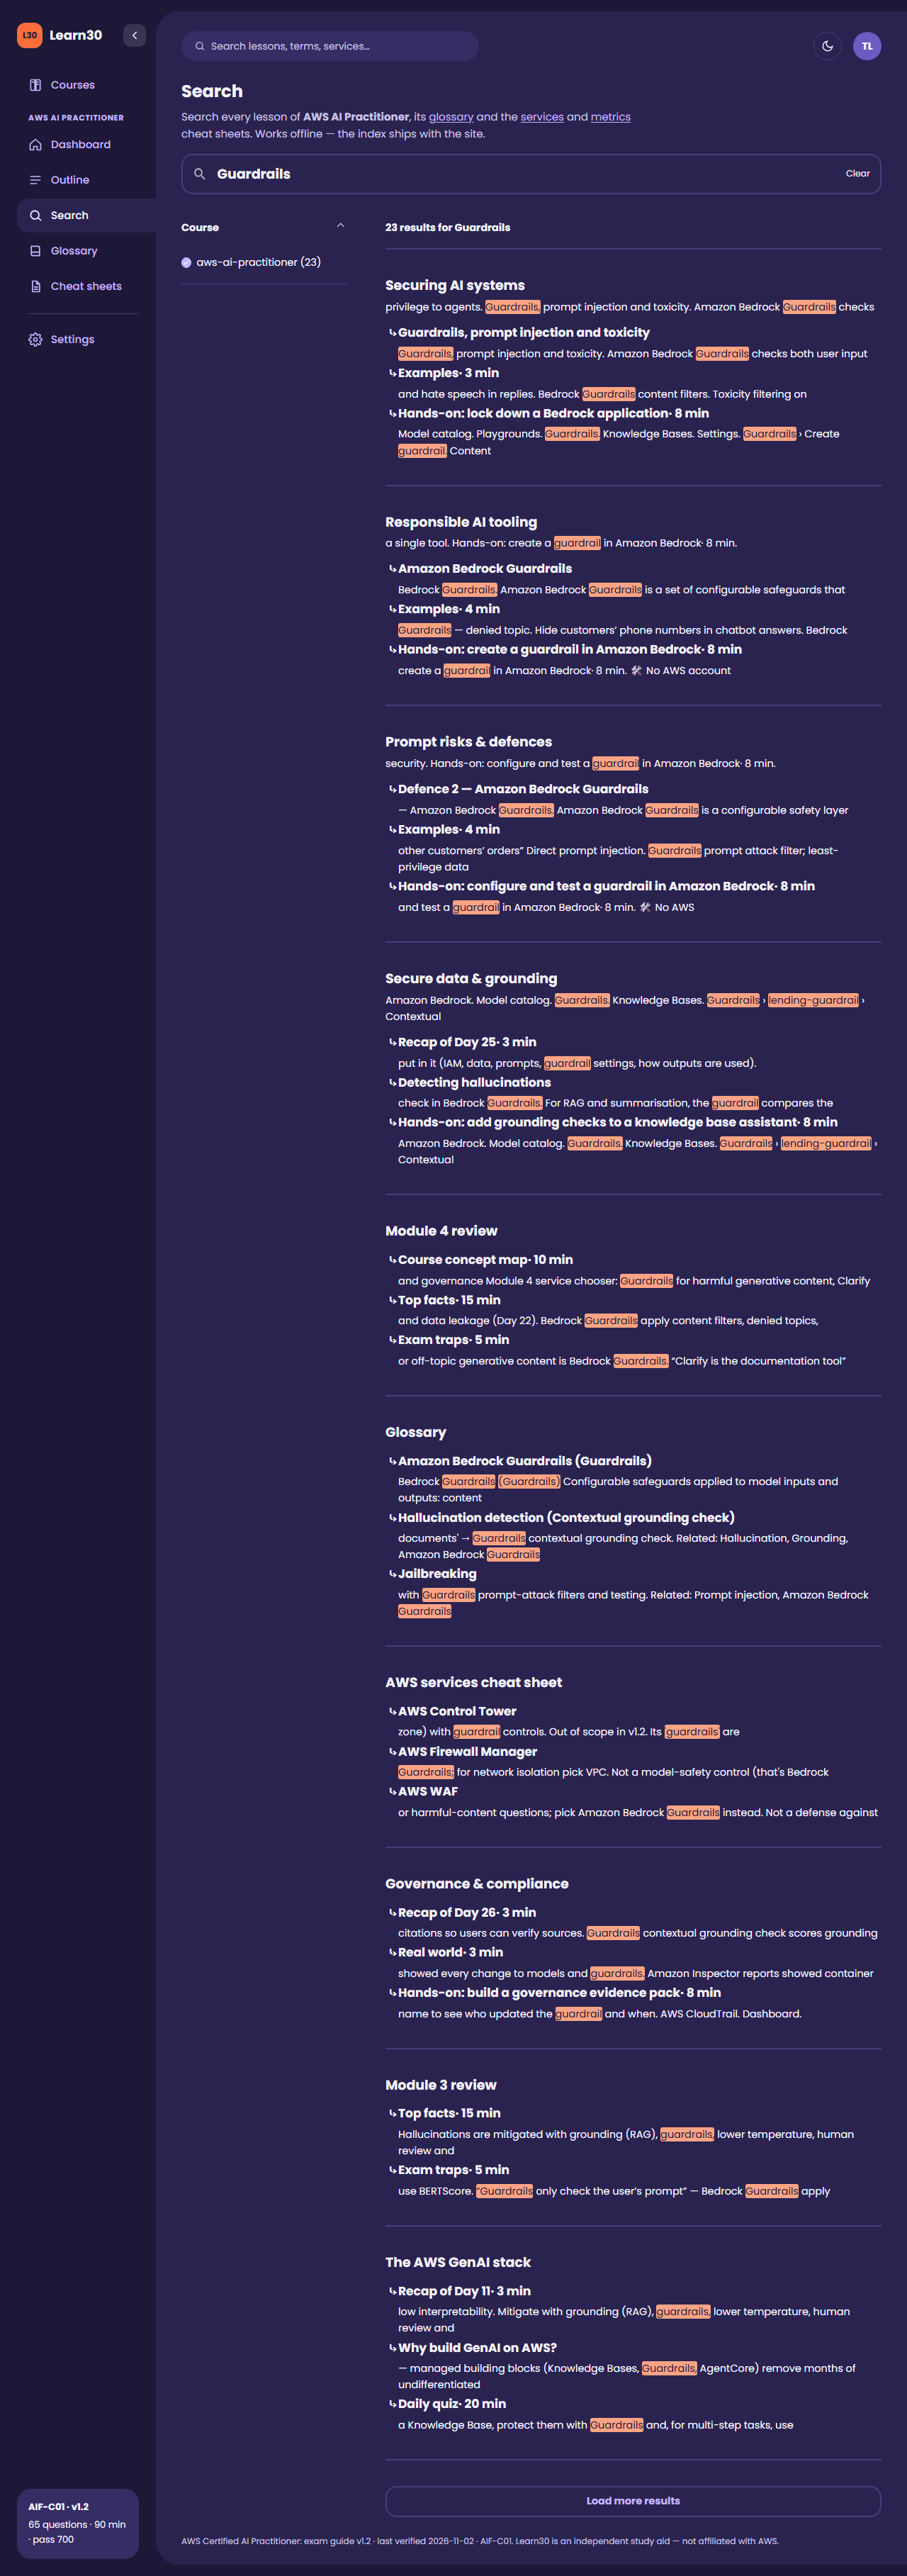 L30 Learn30
Courses
AWS AI PRACTITIONER
Dashboard
Outline
Search
Glossary
Cheat sheets
Settings
AIF-C01 · v1.2
65 questions · 90 min
· pass 700
Search lessons, terms, services...
TL
Search
Search every lesson of AWS AI Practitioner, its glossary and the services and metrics
cheat sheets. Works offline — the index ships with the site.
Guardrails
Clear
Course
aws-ai-practitioner (23)
23 results for Guardrails
Securing AI systems
privilege to agents. Guardrails, prompt injection and toxicity. Amazon Bedrock Guardrails checks
Guardrails, prompt injection and toxicity
Guardrails, prompt injection and toxicity. Amazon Bedrock Guardrails checks both user input
Examples· 3 min
and hate speech in replies. Bedrock Guardrails content filters. Toxicity filtering on
Hands-on: lock down a Bedrock application· 8 min
Model catalog. Playgrounds. Guardrails. Knowledge Bases. Settings. Guardrails › Create
guardrail. Content
Responsible AI tooling
a single tool. Hands-on: create a guardrail in Amazon Bedrock· 8 min.
Amazon Bedrock Guardrails
Bedrock Guardrails. Amazon Bedrock Guardrails is a set of configurable safeguards that
Examples· 4 min
Guardrails — denied topic. Hide customers’ phone numbers in chatbot answers. Bedrock
Hands-on: create a guardrail in Amazon Bedrock· 8 min
create a guardrail in Amazon Bedrock· 8 min. 🛠 No AWS account
Prompt risks & defences
security. Hands-on: configure and test a guardrail in Amazon Bedrock· 8 min.
Defence 2 — Amazon Bedrock Guardrails
— Amazon Bedrock Guardrails. Amazon Bedrock Guardrails is a configurable safety layer
Examples· 4 min
other customers’ orders” Direct prompt injection. Guardrails prompt attack filter; least-
privilege data
Hands-on: configure and test a guardrail in Amazon Bedrock· 8 min
and test a guardrail in Amazon Bedrock· 8 min. 🛠 No AWS
Secure data & grounding
Amazon Bedrock. Model catalog. Guardrails. Knowledge Bases. Guardrails › lending-guardrail ›
Contextual
Recap of Day 25· 3 min
put in it (IAM, data, prompts, guardrail settings, how outputs are used).
Detecting hallucinations
check in Bedrock Guardrails. For RAG and summarisation, the guardrail compares the
Hands-on: add grounding checks to a knowledge base assistant· 8 min
Amazon Bedrock. Model catalog. Guardrails. Knowledge Bases. Guardrails › lending-guardrail ›
Contextual
Module 4 review
Course concept map· 10 min
and governance Module 4 service chooser: Guardrails for harmful generative content, Clarify
Top facts· 15 min
and data leakage (Day 22). Bedrock Guardrails apply content filters, denied topics,
Exam traps· 5 min
or off-topic generative content is Bedrock Guardrails. “Clarify is the documentation tool”
Glossary
Amazon Bedrock Guardrails (Guardrails)
Bedrock Guardrails (Guardrails) Configurable safeguards applied to model inputs and
outputs: content
Hallucination detection (Contextual grounding check)
documents' → Guardrails contextual grounding check. Related: Hallucination, Grounding,
Amazon Bedrock Guardrails
Jailbreaking
with Guardrails prompt-attack filters and testing. Related: Prompt injection, Amazon Bedrock
Guardrails
AWS services cheat sheet
AWS Control Tower
zone) with guardrail controls. Out of scope in v1.2. Its 'guardrails' are
AWS Firewall Manager
Guardrails; for network isolation pick VPC. Not a model-safety control (that's Bedrock
AWS WAF
or harmful-content questions; pick Amazon Bedrock Guardrails instead. Not a defense against
Governance & compliance
Recap of Day 26· 3 min
citations so users can verify sources. Guardrails contextual grounding check scores grounding
Real world· 3 min
showed every change to models and guardrails. Amazon Inspector reports showed container
Hands-on: build a governance evidence pack· 8 min
name to see who updated the guardrail and when. AWS CloudTrail. Dashboard.
Module 3 review
Top facts· 15 min
Hallucinations are mitigated with grounding (RAG), guardrails, lower temperature, human
review and
Exam traps· 5 min
use BERTScore. “Guardrails only check the user’s prompt” — Bedrock Guardrails apply
The AWS GenAI stack
Recap of Day 11· 3 min
low interpretability. Mitigate with grounding (RAG), guardrails, lower temperature, human
review and
Why build GenAI on AWS?
— managed building blocks (Knowledge Bases, Guardrails, AgentCore) remove months of
undifferentiated
Daily quiz· 20 min
a Knowledge Base, protect them with Guardrails and, for multi-step tasks, use
Load more results
AWS Certified AI Practitioner: exam guide v1.2 · last verified 2026-11-02 · AIF-C01. Learn30 is an independent study aid — not affiliated with AWS.